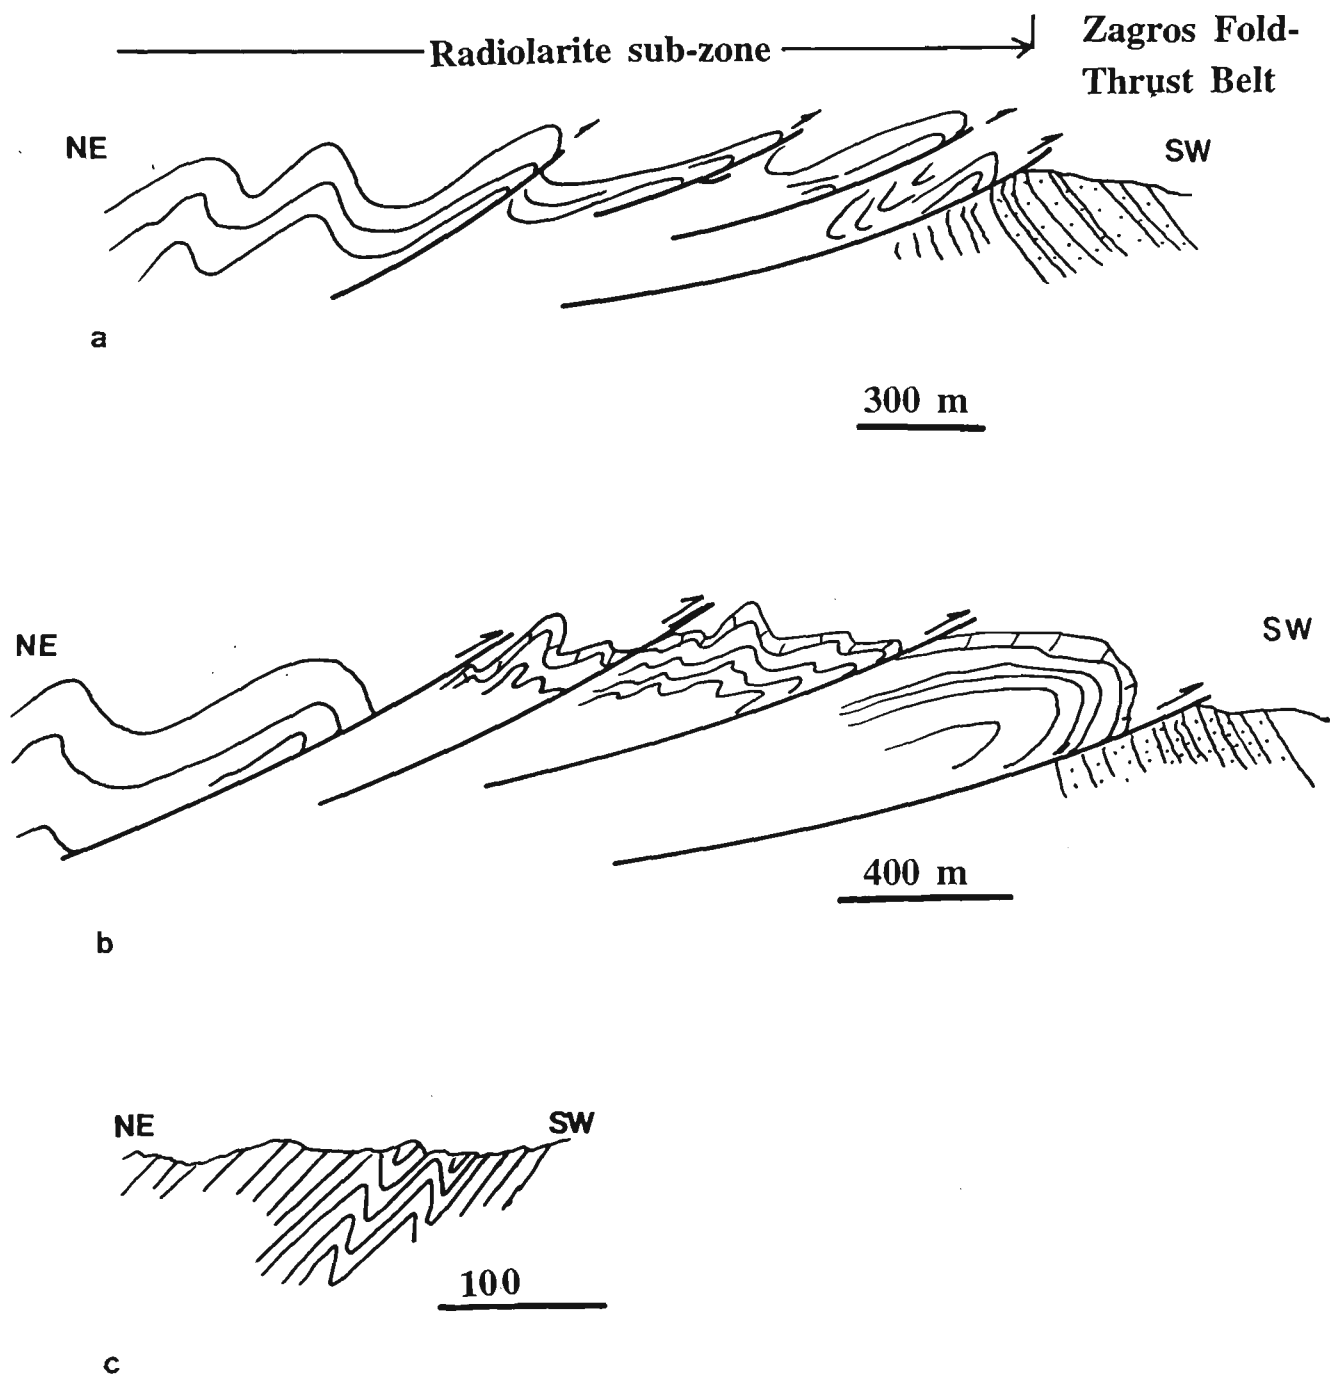 Radiolarite sub-zone
Zagros Fold-
Thrust Belt
NE
SW
a
300 m
NE
SW
400 m
b
NE
SW
100
c